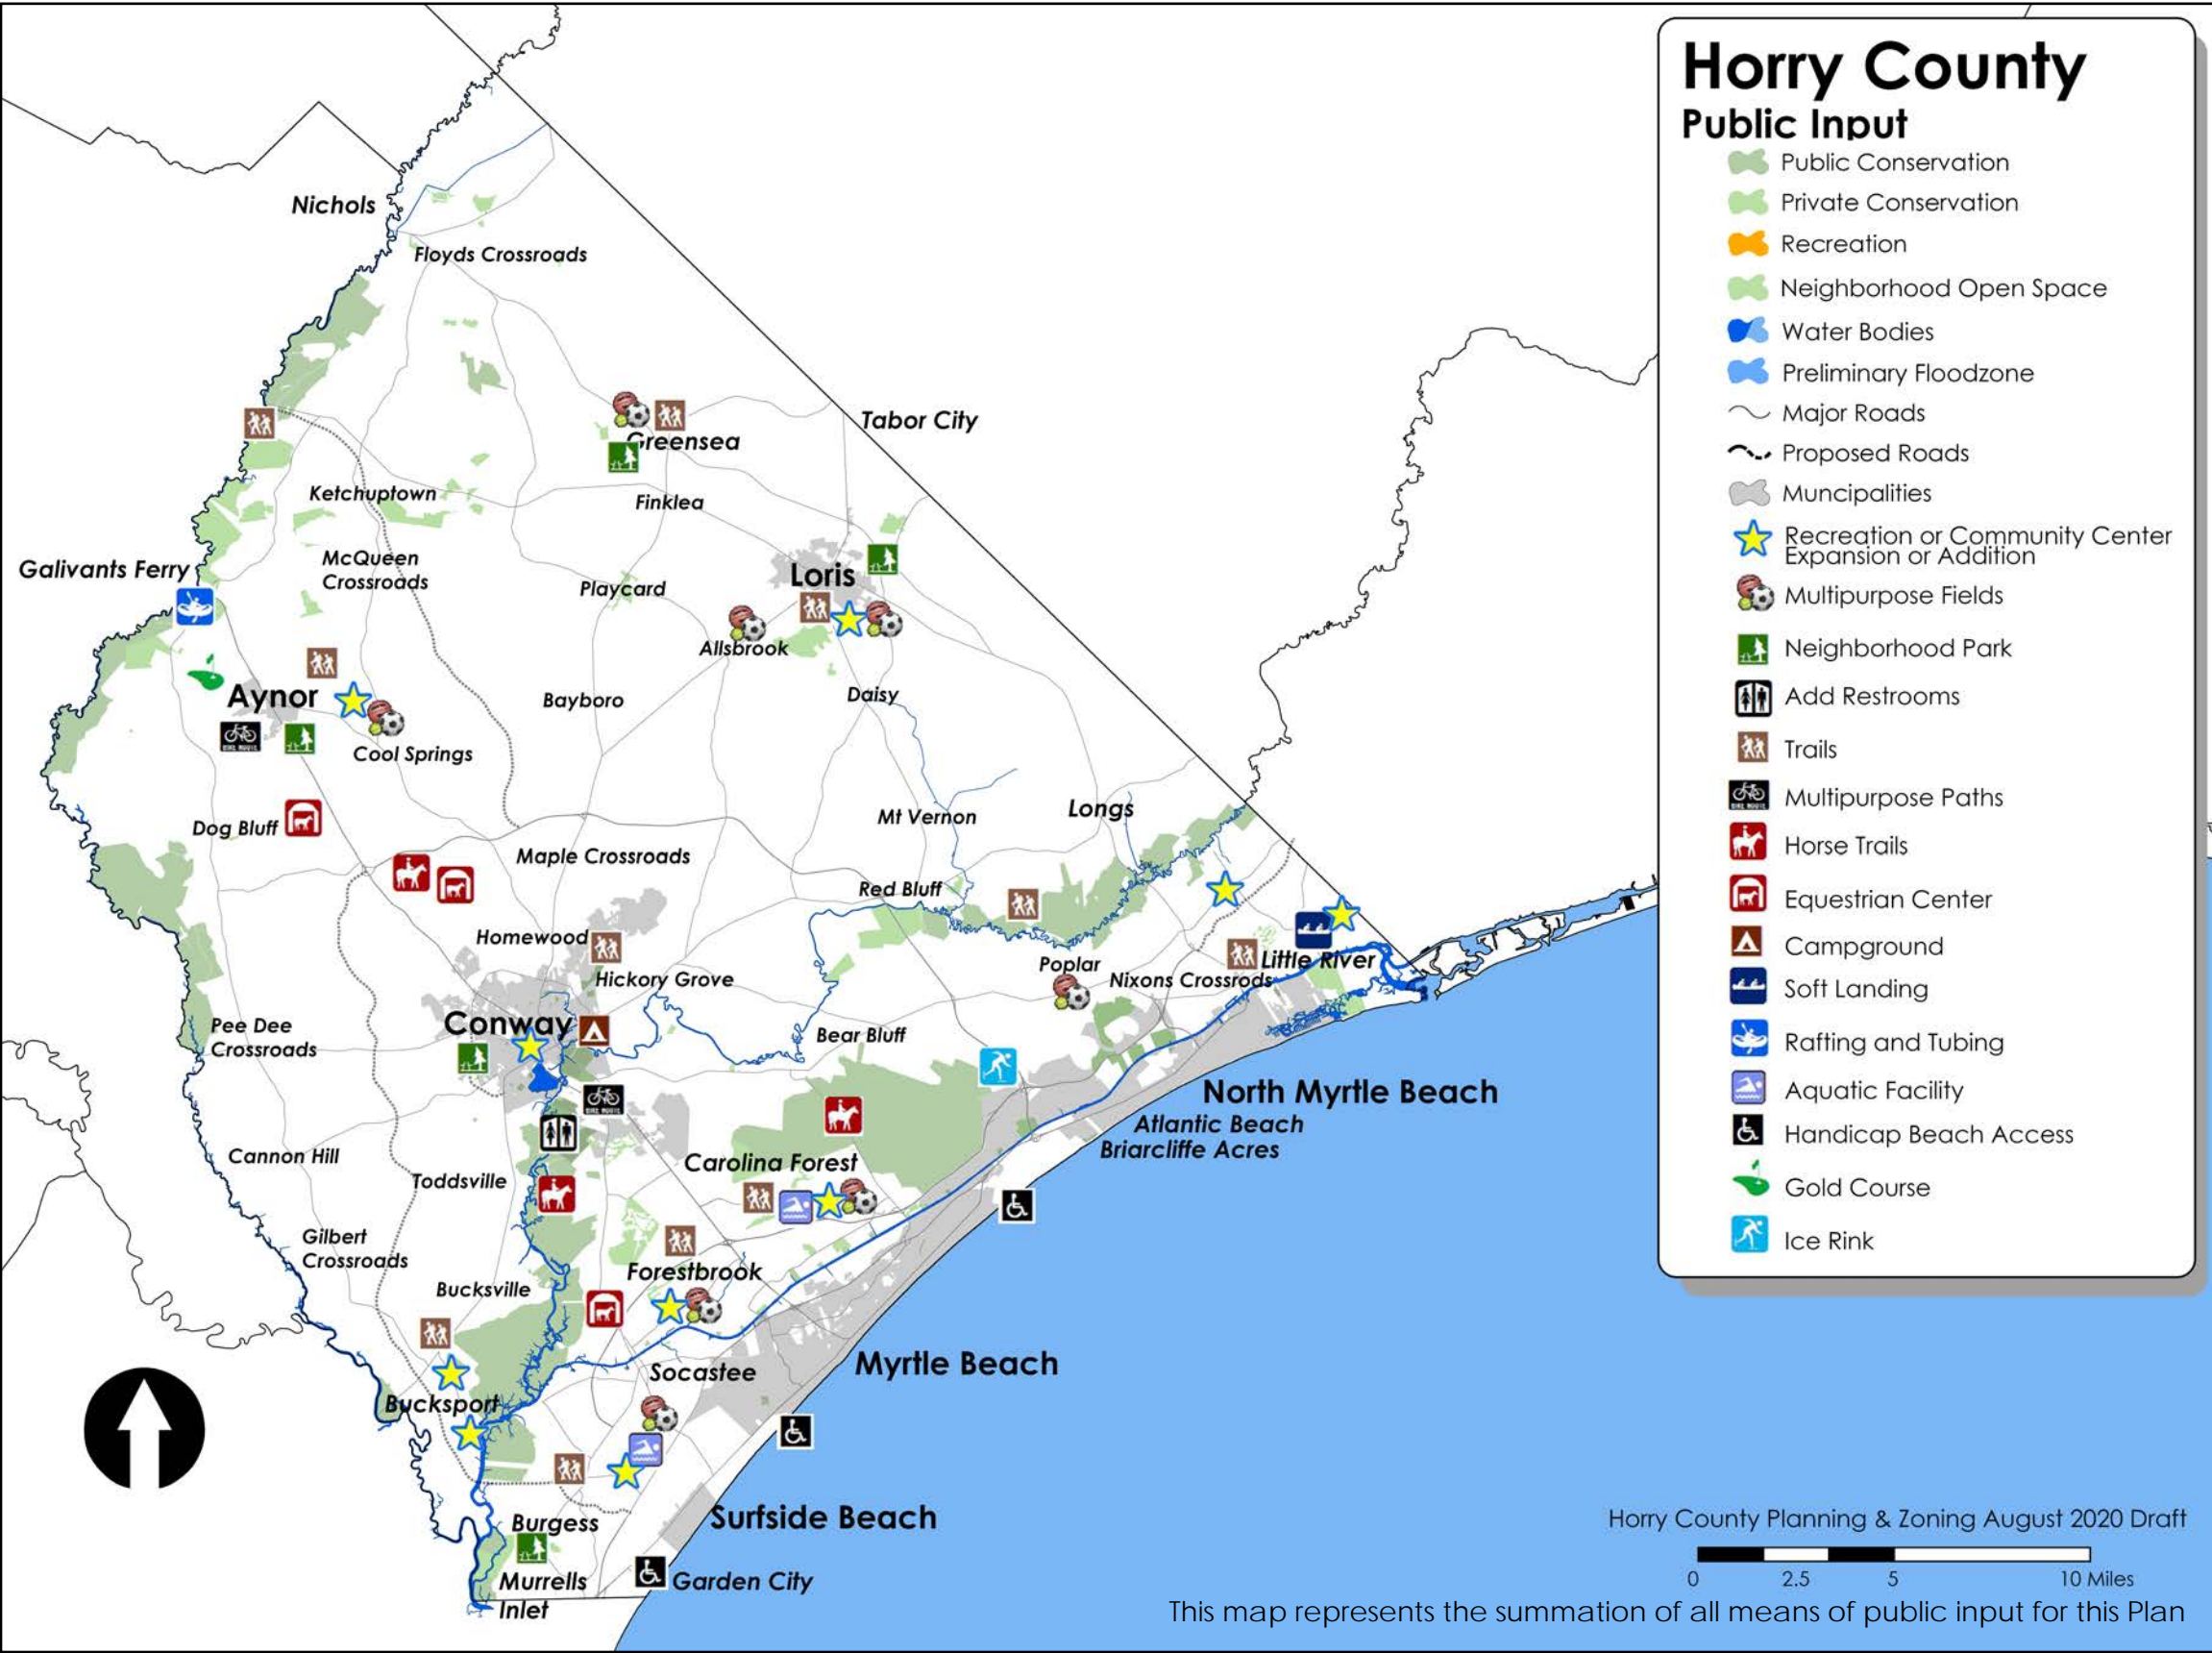 Horry County
Public Input
Public Conservation
Private Conservation
Recreation
Neighborhood Open Space
Water Bodies
Preliminary Floodzone
Major Roads
Proposed Roads
Muncipalities
Recreation or Community Center
Expansion or Addition
Multipurpose Fields
Neighborhood Park
Add Restrooms
Trails
BIKE ROUTE
Multipurpose Paths
Horse Trails
Equestrian Center
Campground
Soft Landing
Rafting and Tubing
Aquatic Facility
Handicap Beach Access
Gold Course
Ice Rink
Nichols
Floyds Crossroads
Tabor City
Greensea
Ketchuptown
Finklea
Galivants Ferry
McQueen
Crossroads
Playcard
Loris
Allsbrook
Aynor
Bayboro
Daisy
BIKE ROUTE
Cool Springs
Dog Bluff
Mt Vernon
Longs
Maple Crossroads
Red Bluff
Homewood
Hickory Grove
Poplar
Nixons Crossrods
Little River
Conway
Pee Dee
Crossroads
Bear Bluff
BIKE ROUTE
North Myrtle Beach
Atlantic Beach
Briarcliffe Acres
Cannon Hill
Toddsville
Carolina Forest
Gilbert
Crossroads
Forestbrook
Bucksville
Socastee
Myrtle Beach
Bucksport
Surfside Beach
Burgess
Murrells
Inlet
Garden City
Horry County Planning & Zoning August 2020 Draft
0 2.5 5 10 Miles
This map represents the summation of all means of public input for this Plan